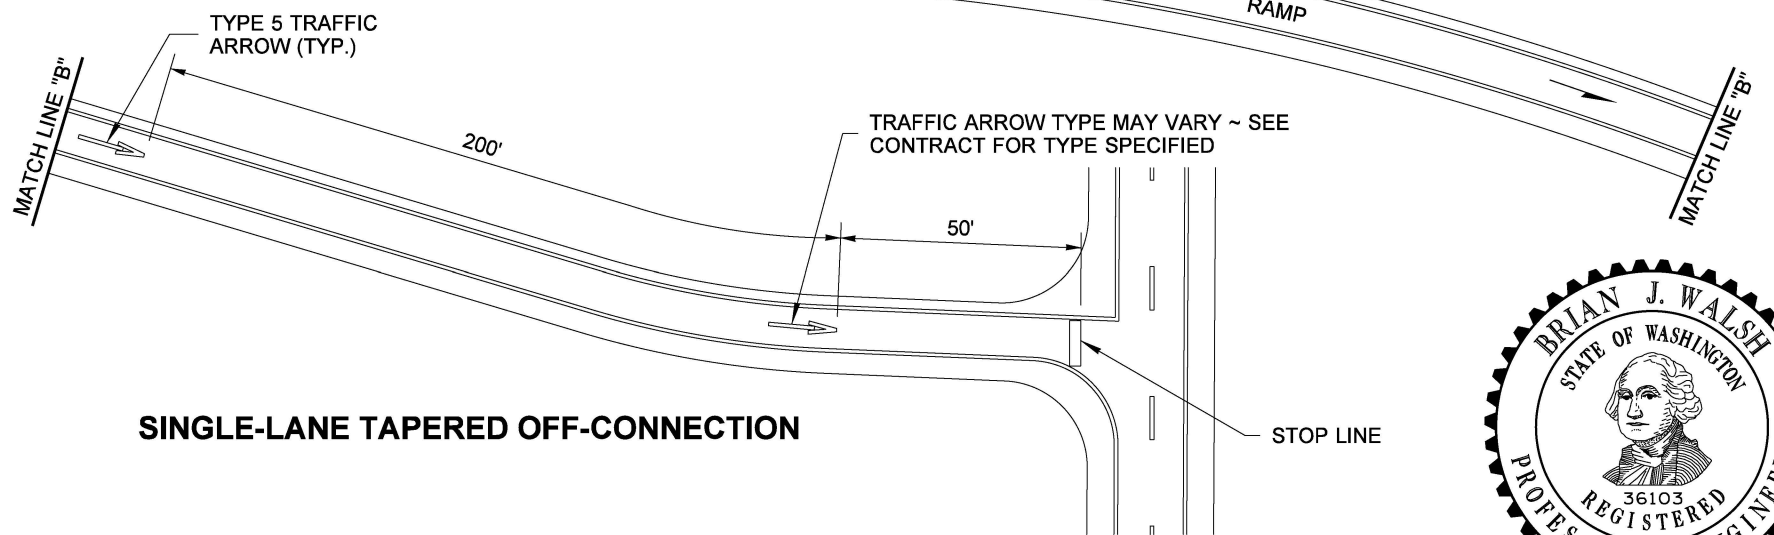 TYPE 5 TRAFFIC
ARROW (TYP.)
RAMP
MATCH LINE "B"
MATCH LINE "B"
200'
TRAFFIC ARROW TYPE MAY VARY ~ SEE
CONTRACT FOR TYPE SPECIFIED
50'
SINGLE-LANE TAPERED OFF-CONNECTION
STOP LINE
BRIAN J. WALSH
STATE OF WASHINGTON
36103
REGISTERED